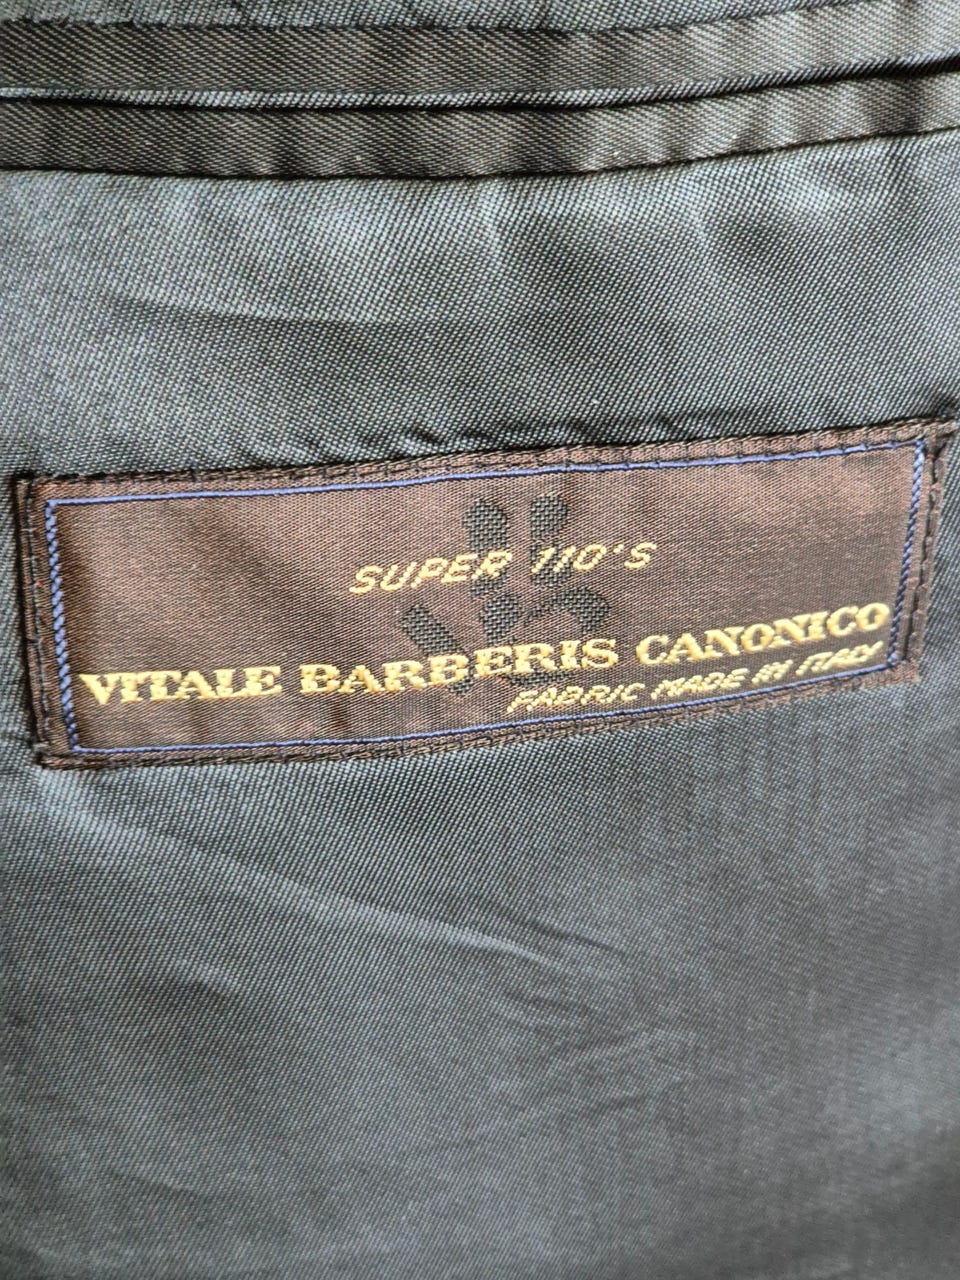 SUPER 110'S
VITALE BARBERIS CANONICO
FABRIC MADE IN ITALY